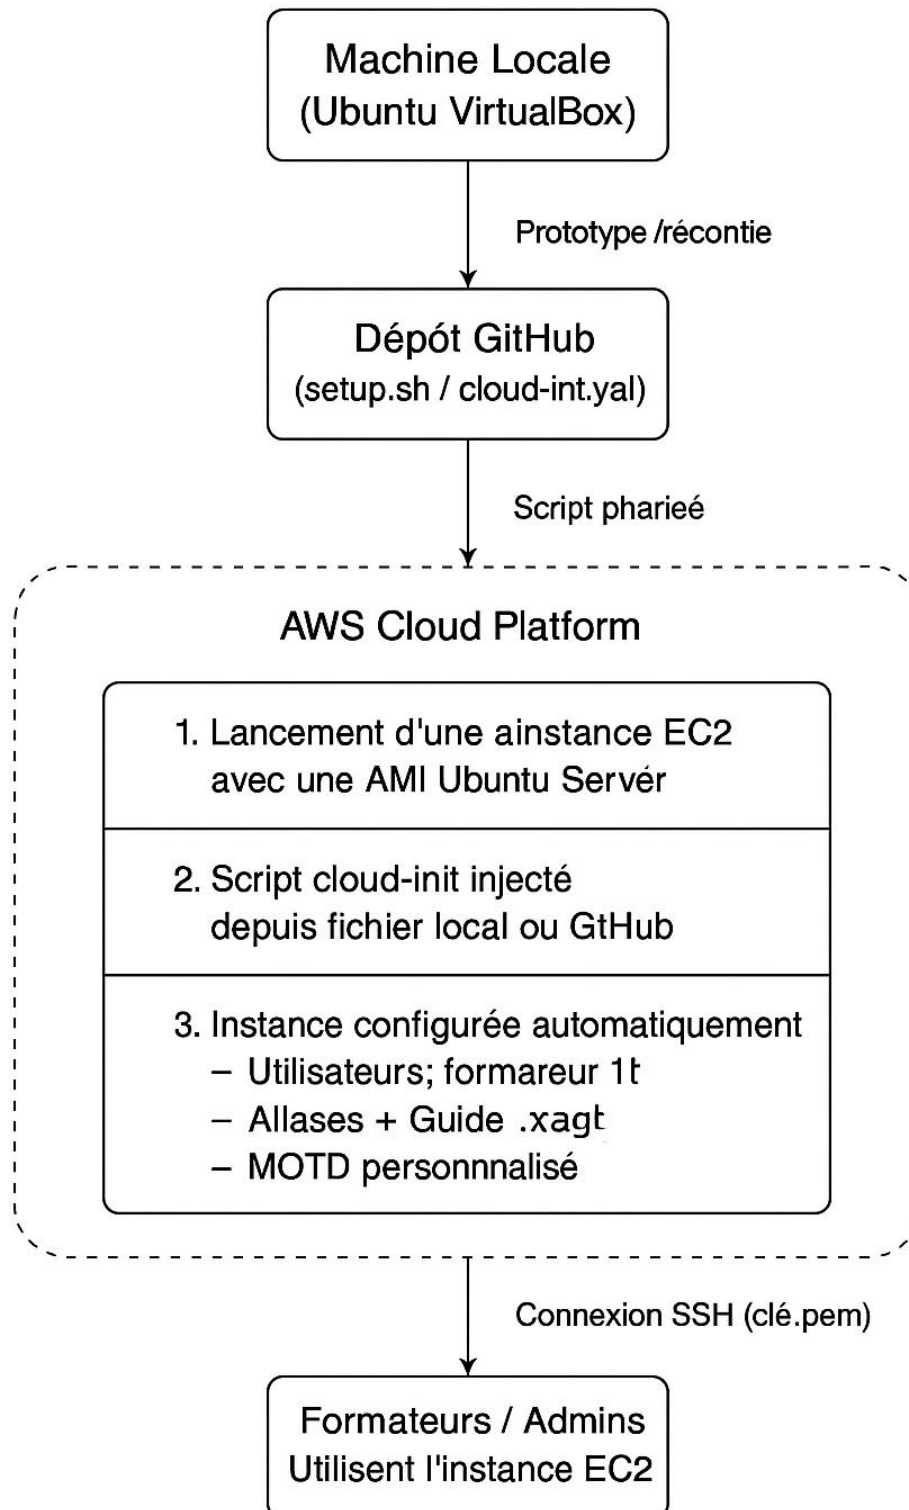 Machine Locale
(Ubuntu VirtualBox)
Prototype /récontie
Dépót GitHub
(setup.sh / cloud-int.yal)
Script pharieé
AWS Cloud Platform
1. Lancement d'une ainstance EC2
avec une AMI Ubuntu Servér
2. Script cloud-init injecté
depuis fichier local ou GtHub
3. Instance configurée automatiquement
– Utilisateurs; formareur 1t
– Allases + Guide .xagt
– MOTD personnnalisé
Connexion SSH (clé.pem)
Formateurs / Admins
Utilisent l'instance EC2